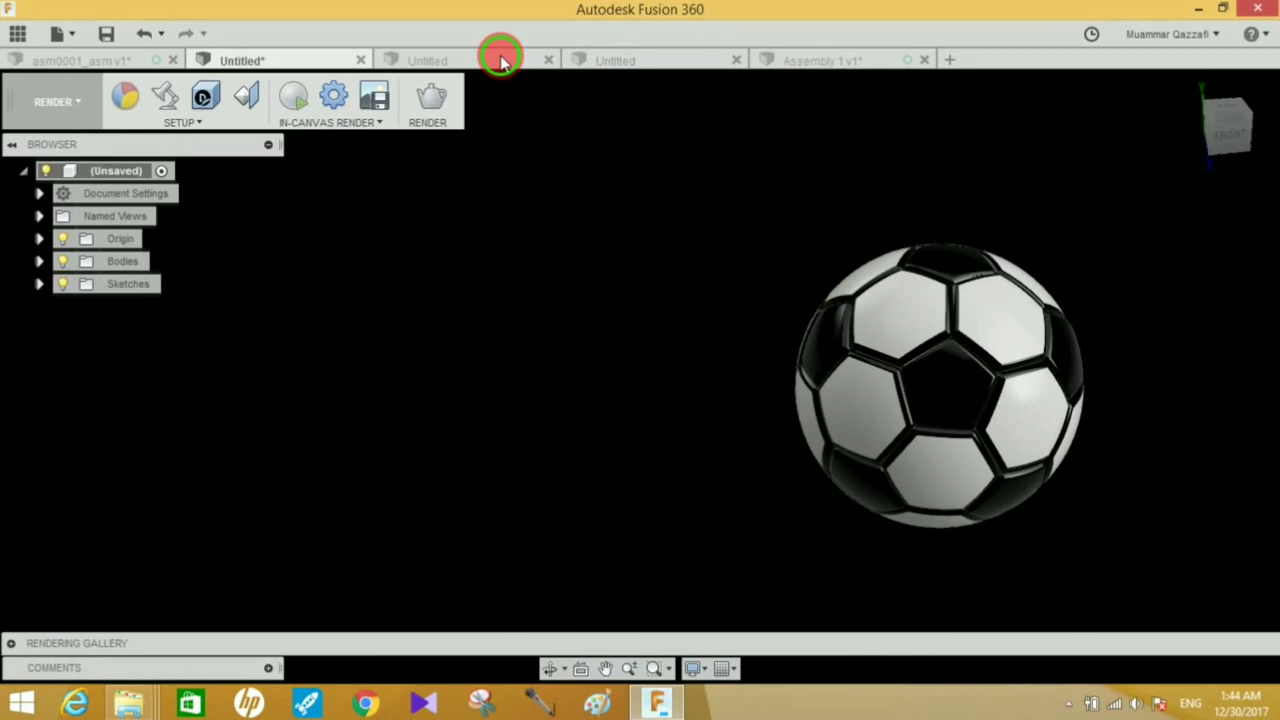 Autodesk Fusion 360
Muammar Qazzafi
asm0001_asm v1*
Untitled*
Untitled
Untitled
Assembly 1 v1*
RENDER
SETUP
IN-CANVAS RENDER
RENDER
BROWSER
(Unsaved)
Document Settings
Named Views
Origin
Bodies
Sketches
FRONT
RENDERING GALLERY
COMMENTS
ENG
1:44 AM
12/30/2017